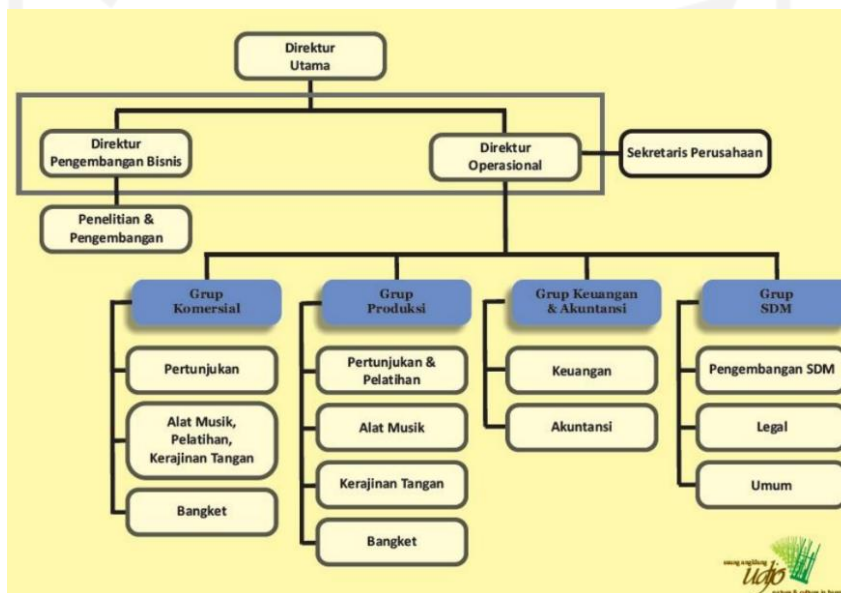 Direktur
Utama
Direktur
Pengembangan Bisnis
Direktur
Operasional
Sekretaris Perusahaan
Penelitian &
Pengembangan
Grup
Komersial
Grup
Produksi
Grup Keuangan
& Akuntansi
Grup
SDM
Pertunjukan
Pertunjukan &
Pelatihan
Keuangan
Pengembangan SDM
Alat Musik,
Pelatihan,
Kerajinan Tangan
Alat Musik
Akuntansi
Legal
Bangket
Kerajinan Tangan
Umum
Bangket
saung angklung
udjo